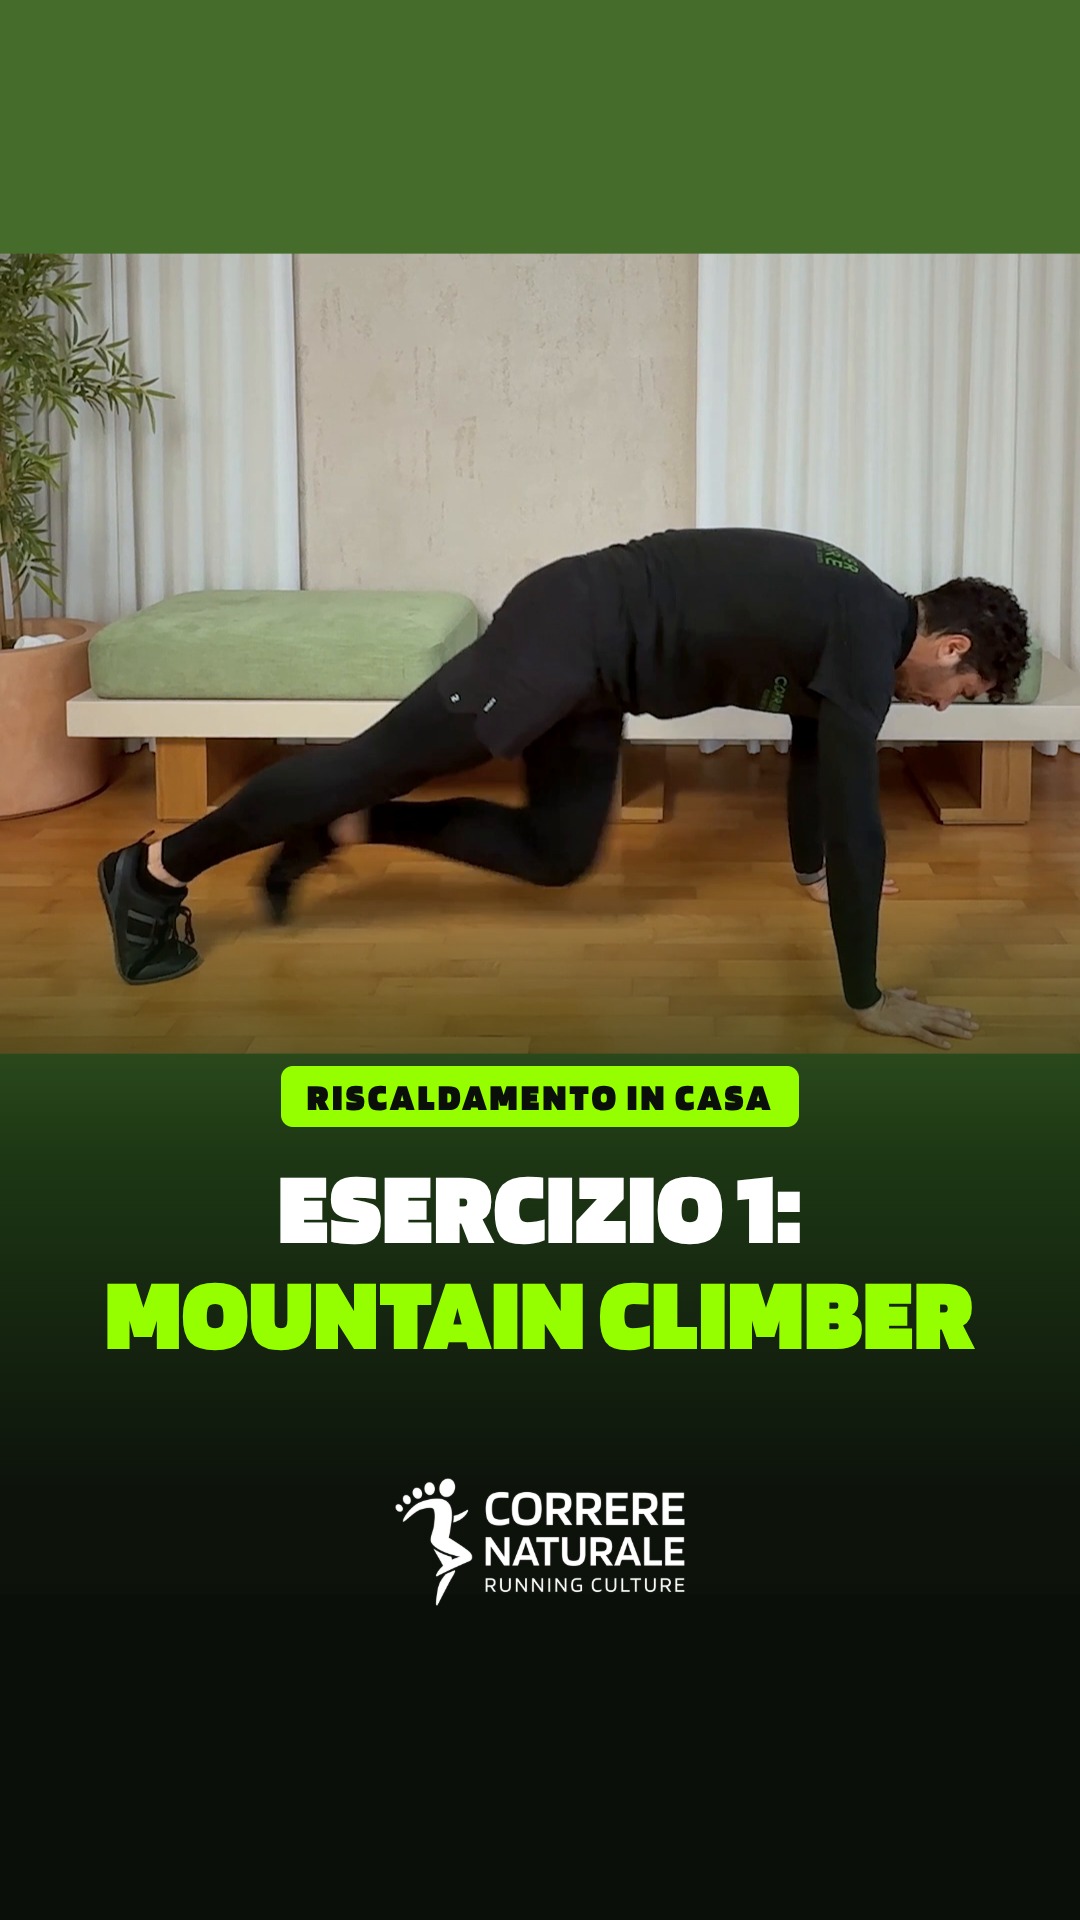 RISCALDAMENTO IN CASA
ESERCIZIO 1:
MOUNTAIN CLIMBER
CORRERE
NATURALE
RUNNING CULTURE